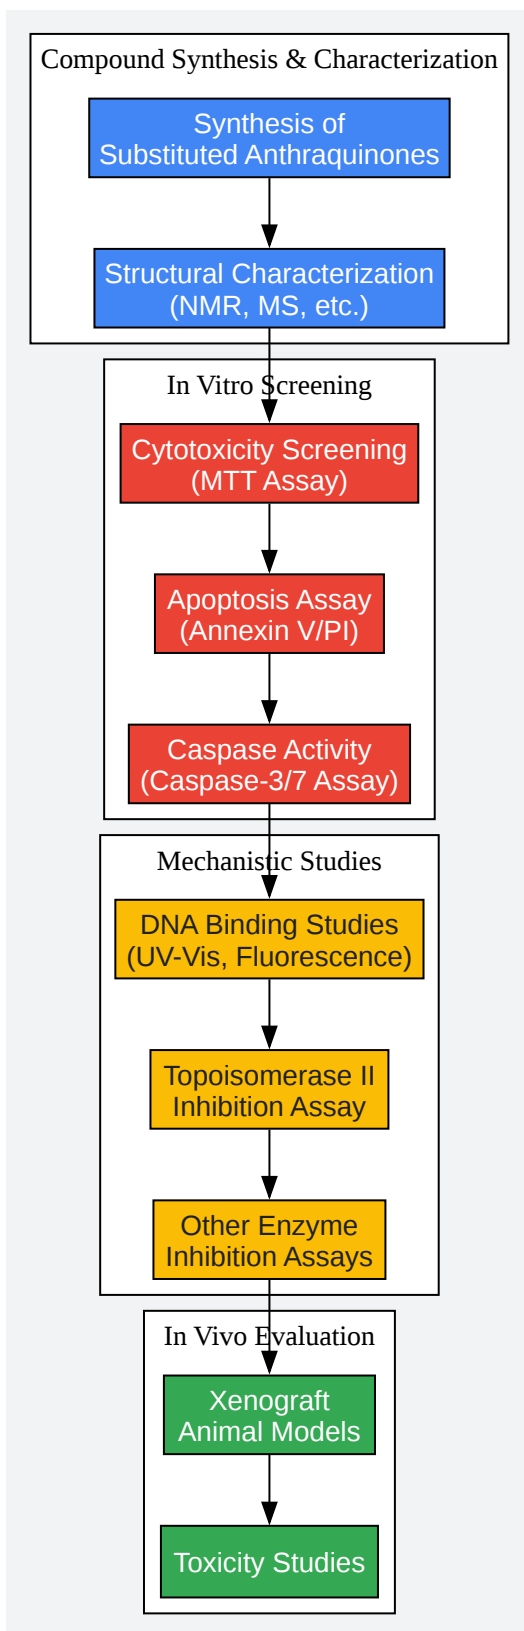 Compound Synthesis & Characterization
Synthesis of
Substituted Anthraquinones
Structural Characterization
(NMR, MS, etc.)
In Vitro Screening
Cytotoxicity Screening
(MTT Assay)
Apoptosis Assay
(Annexin V/PI)
Caspase Activity
(Caspase-3/7 Assay)
Mechanistic Studies
DNA Binding Studies
(UV-Vis, Fluorescence)
Topoisomerase II
Inhibition Assay
Other Enzyme
Inhibition Assays
In Vivo Evaluation
Xenograft
Animal Models
Toxicity Studies